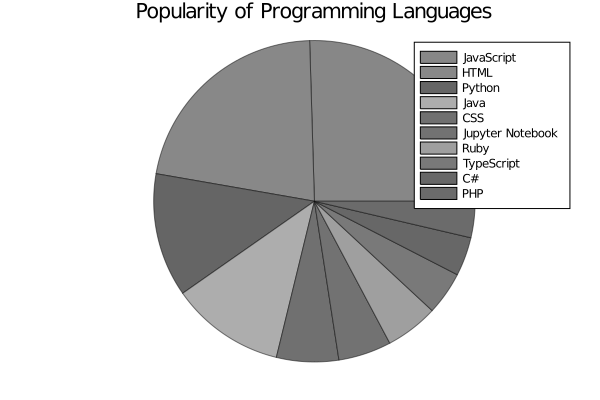 Popularity of Programming Languages
JavaScript
HTML
Python
Java
CSS
Jupyter Notebook
Ruby
TypeScript
C#
PHP